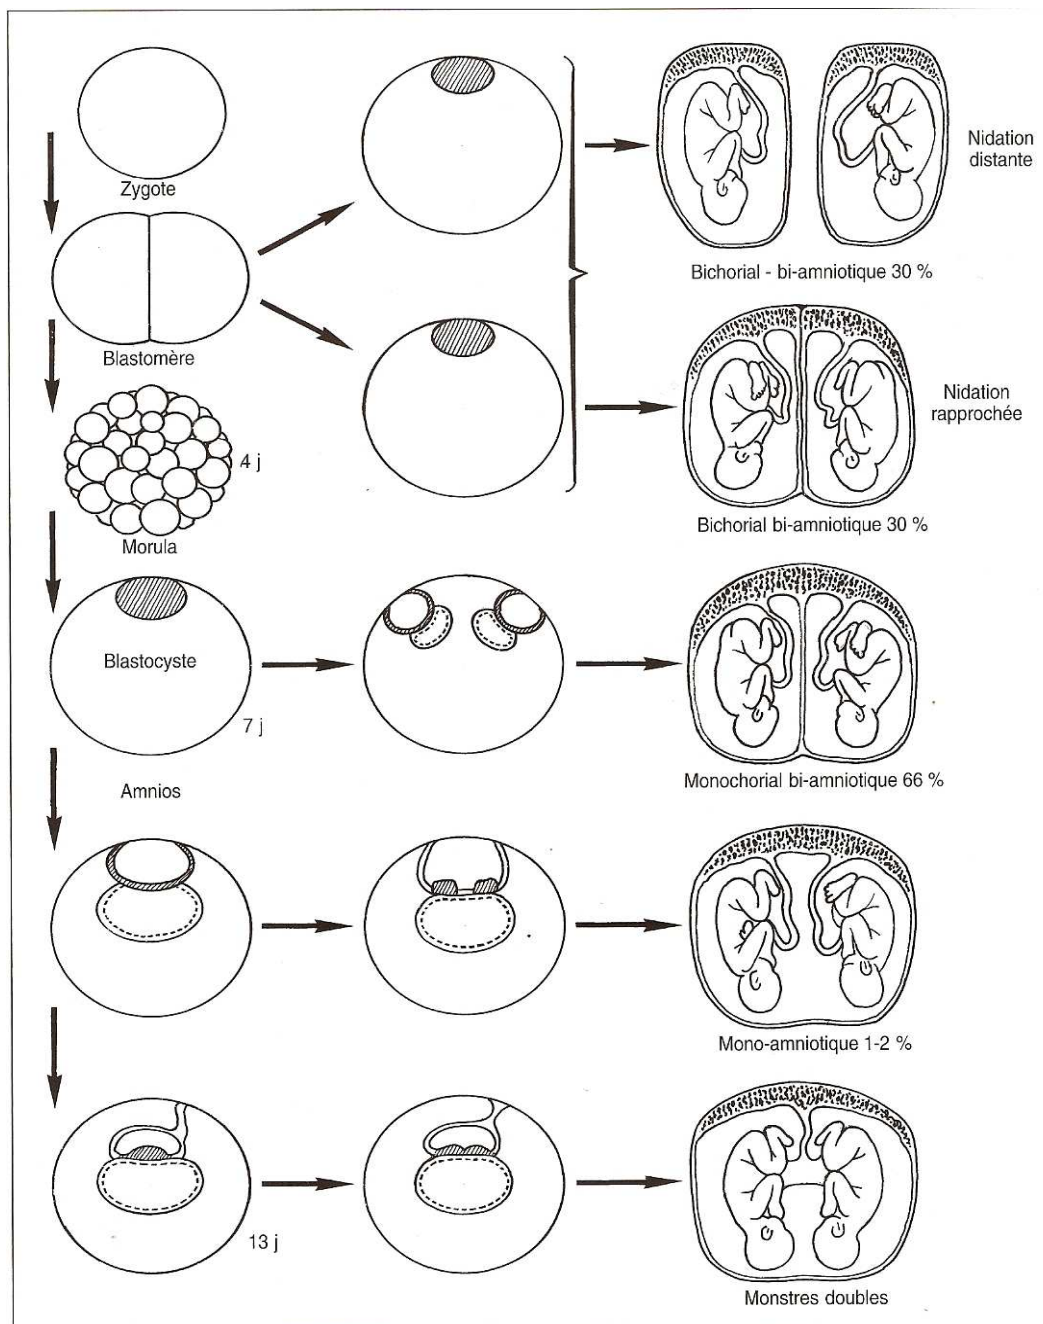 Zygote
Nidation
distante
Bichorial - bi-amniotique 30 %
Blastomère
Nidation
rapprochée
4 j
Bichorial bi-amniotique 30 %
Morula
Blastocyste
7 j
Monochorial bi-amniotique 66 %
Amnios
Mono-amniotique 1-2 %
13 j
Monstres doubles